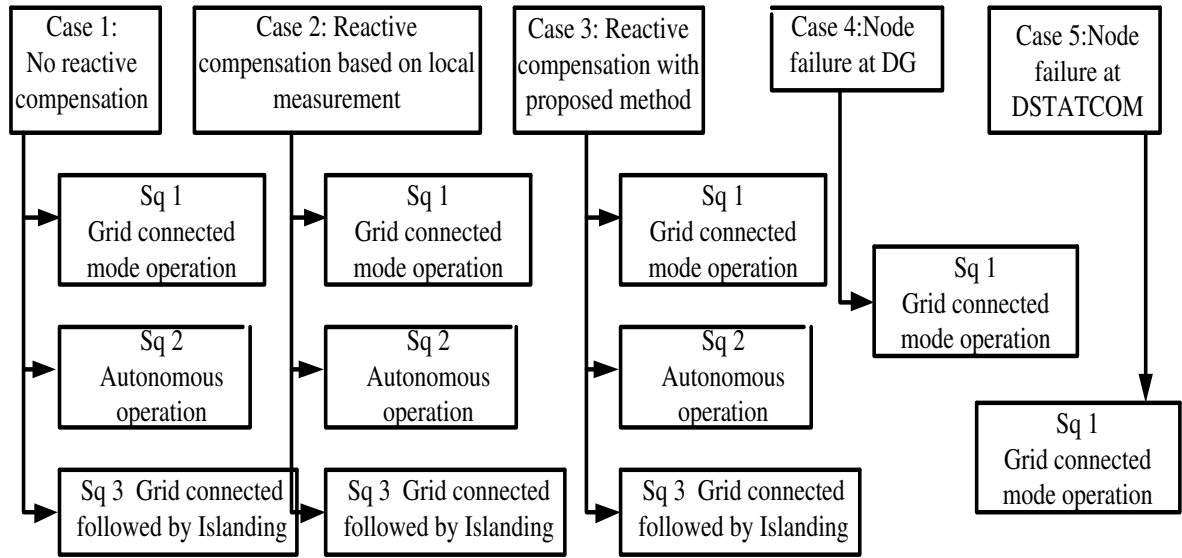 Case 1:
No reactive
compensation
Case 2: Reactive
compensation based on local
measurement
Case 3: Reactive
compensation with
proposed method
Case 4:Node
failure at DG
Case 5:Node
failure at
DSTATCOM
Sq 1
Grid connected
mode operation
Sq 1
Grid connected
mode operation
Sq 1
Grid connected
mode operation
Sq 1
Grid connected
mode operation
Sq 2
Autonomous
operation
Sq 2
Autonomous
operation
Sq 2
Autonomous
operation
Sq 1
Grid connected
mode operation
Sq 3 Grid connected
followed by Islanding
Sq 3 Grid connected
followed by Islanding
Sq 3 Grid connected
followed by Islanding